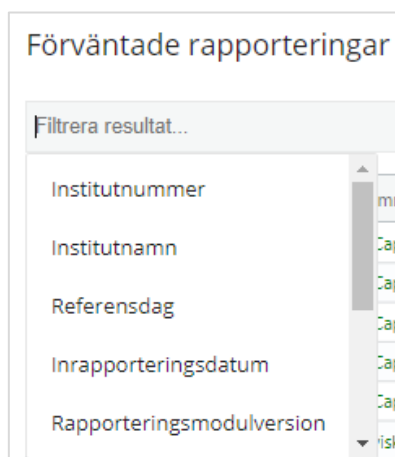 Förväntade rapporteringar
Filtrera resultat...
Institutnummer
Institutnamn
Referensdag
Inrapporteringsdatum
Rapporteringsmodulversion